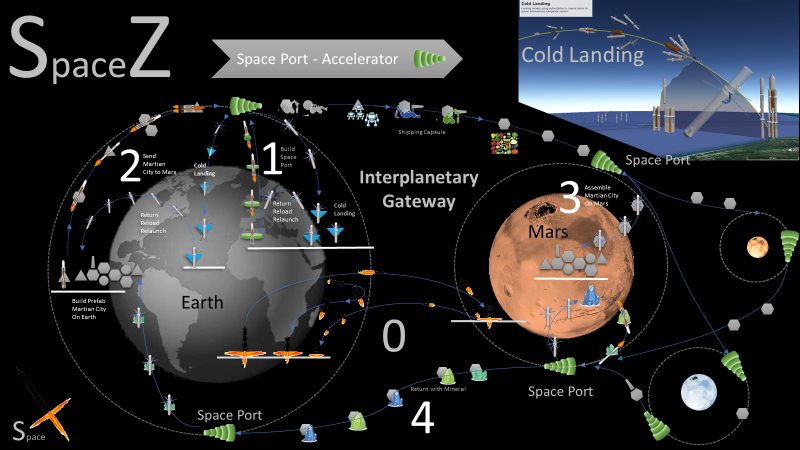 SpaceZ
Space Port - Accelerator
Cold Landing
Cold Landing
Shipping Capsule
2
Send
Martian
City to Mars
Cold
Landing
1
Build
Space
Port
Return
Reload
Relaunch
Return
Reload
Relaunch
Cold
Landing
Interplanetary
Gateway
Space Port
3
Assemble
Martian City
On Mars
Mars
Earth
Build Prefab
Martian City
On Earth
0
Return with Mineral
4
Space Port
Space Port
Space